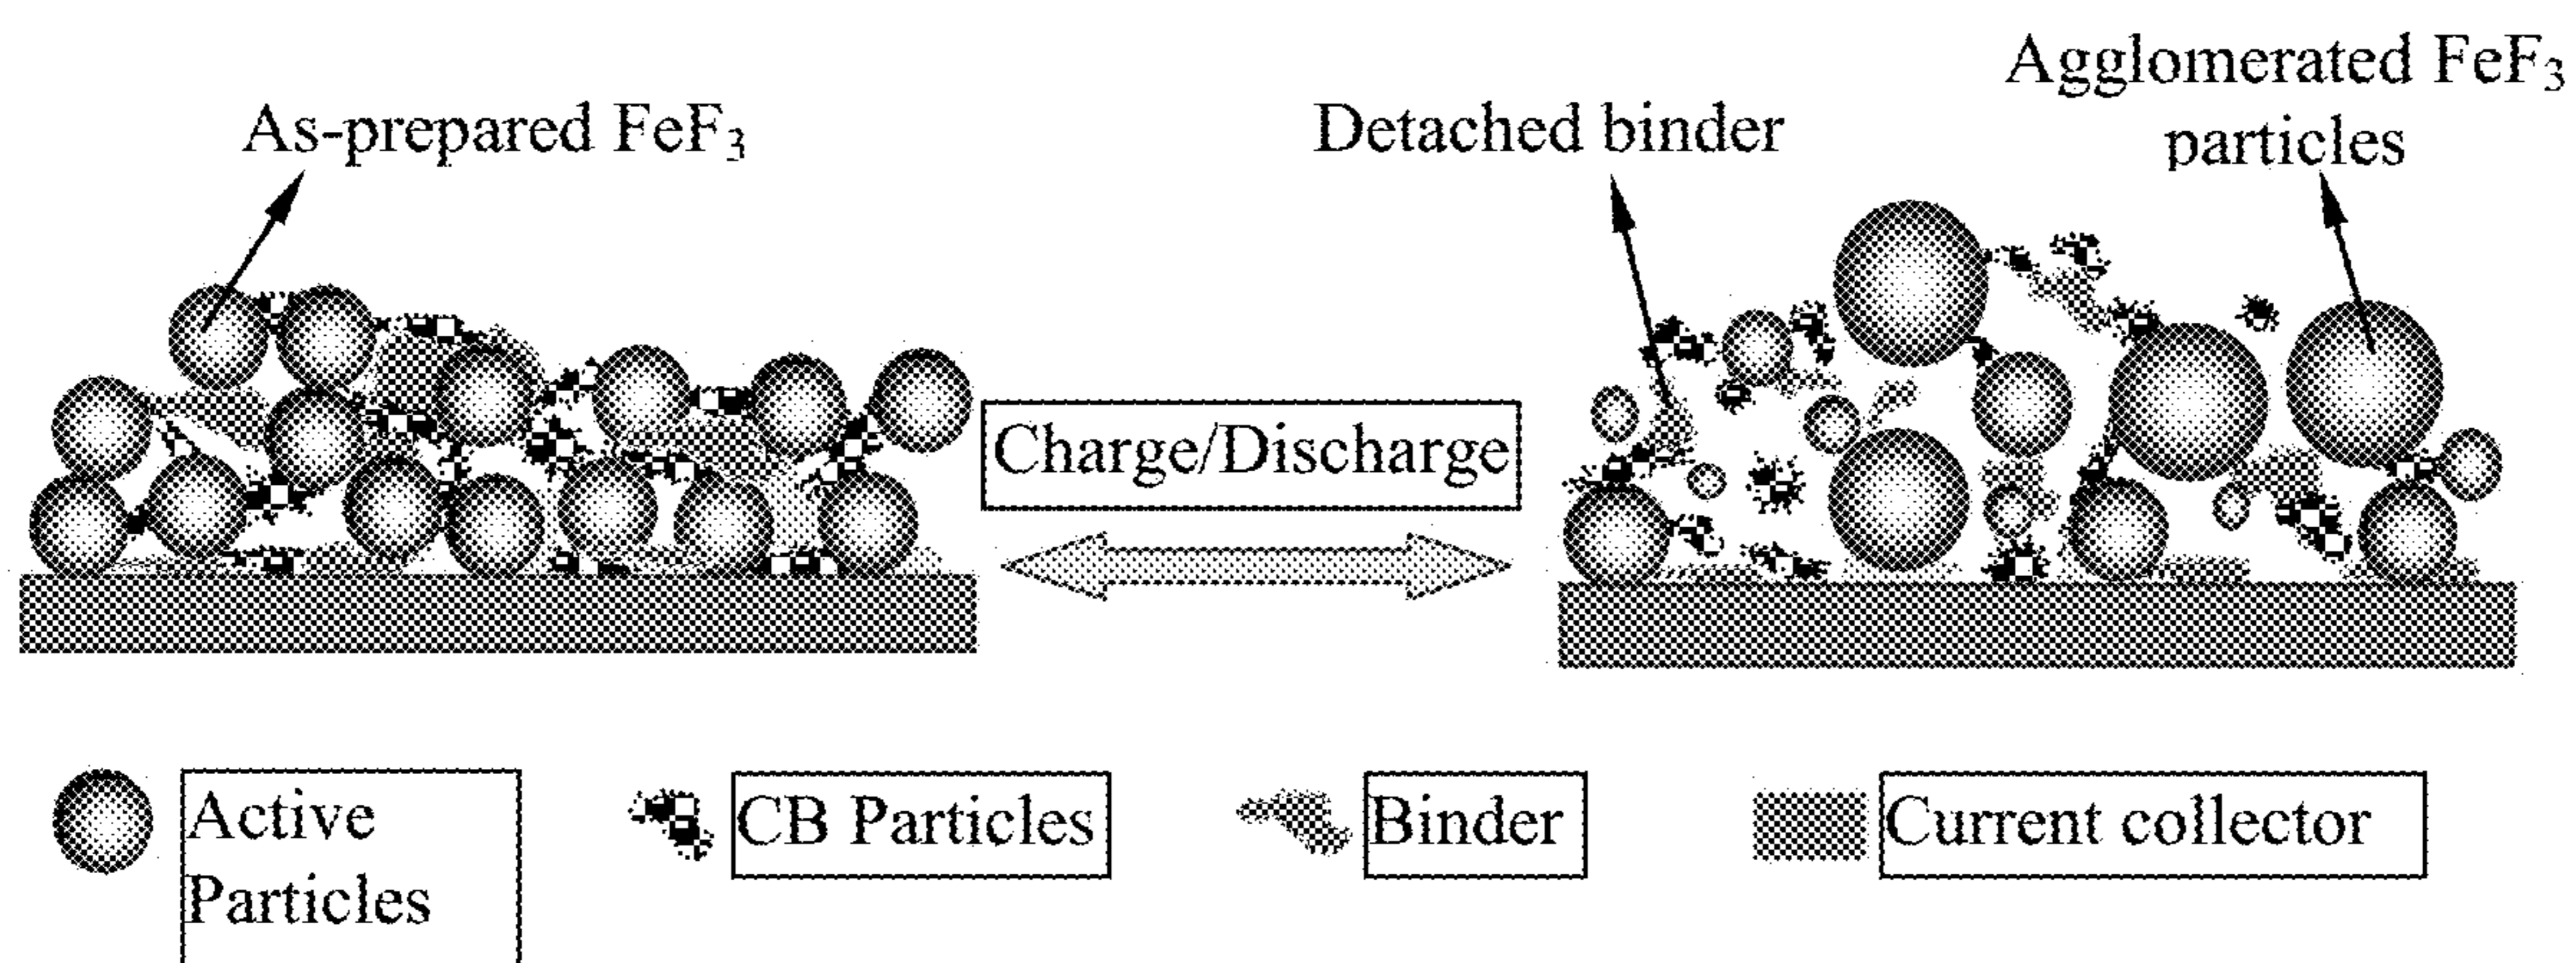 As-prepared FeF₃
Detached binder
Agglomerated FeF₃
particles
Charge/Discharge
Active
Particles
CB Particles
Binder
Current collector